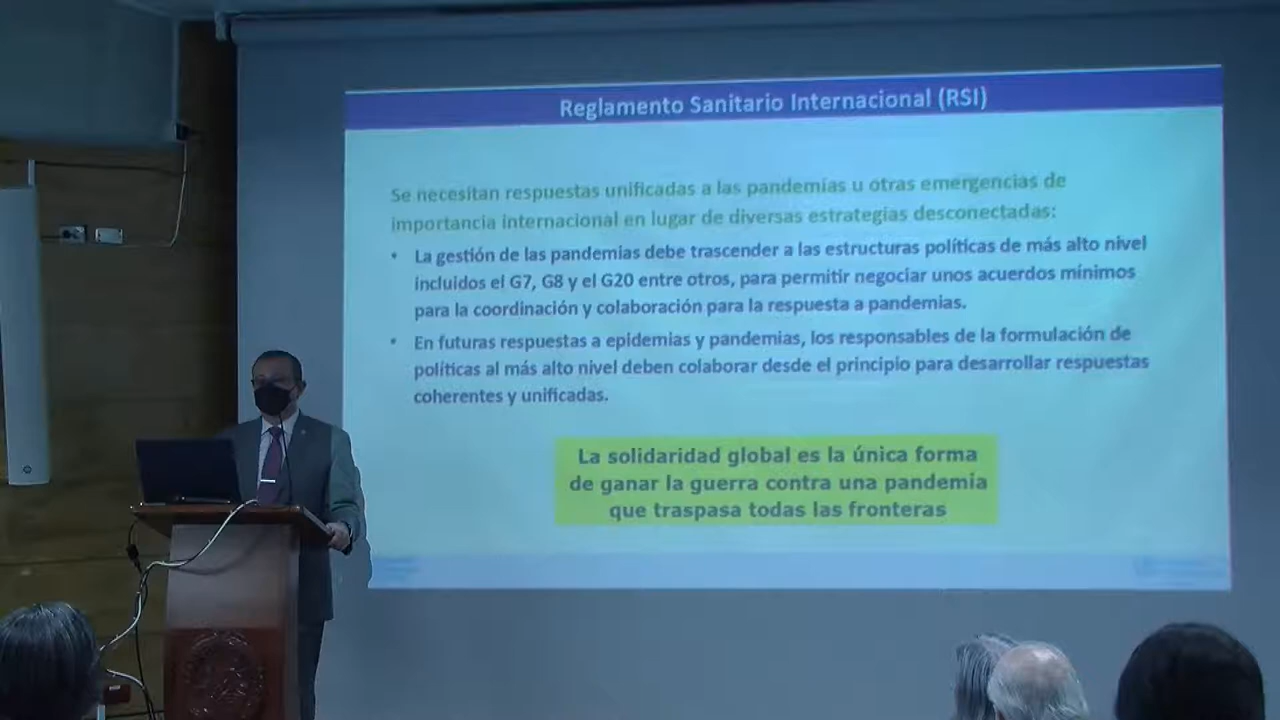 Reglamento Sanitario Internacional (RSI)
Se necesitan respuestas unificadas a las pandemias u otras emergencias de
importancia internacional en lugar de diversas estrategias desconectadas:
• La gestión de las pandemias debe trascender a las estructuras políticas de más alto nivel
incluidos el G7, G8 y el G20 entre otros, para permitir negociar unos acuerdos mínimos
para la coordinación y colaboración para la respuesta a pandemias.
• En futuras respuestas a epidemias y pandemias, los responsables de la formulación de
políticas al más alto nivel deben colaborar desde el principio para desarrollar respuestas
coherentes y unificadas.
La solidaridad global es la única forma
de ganar la guerra contra una pandemia
que traspasa todas las fronteras